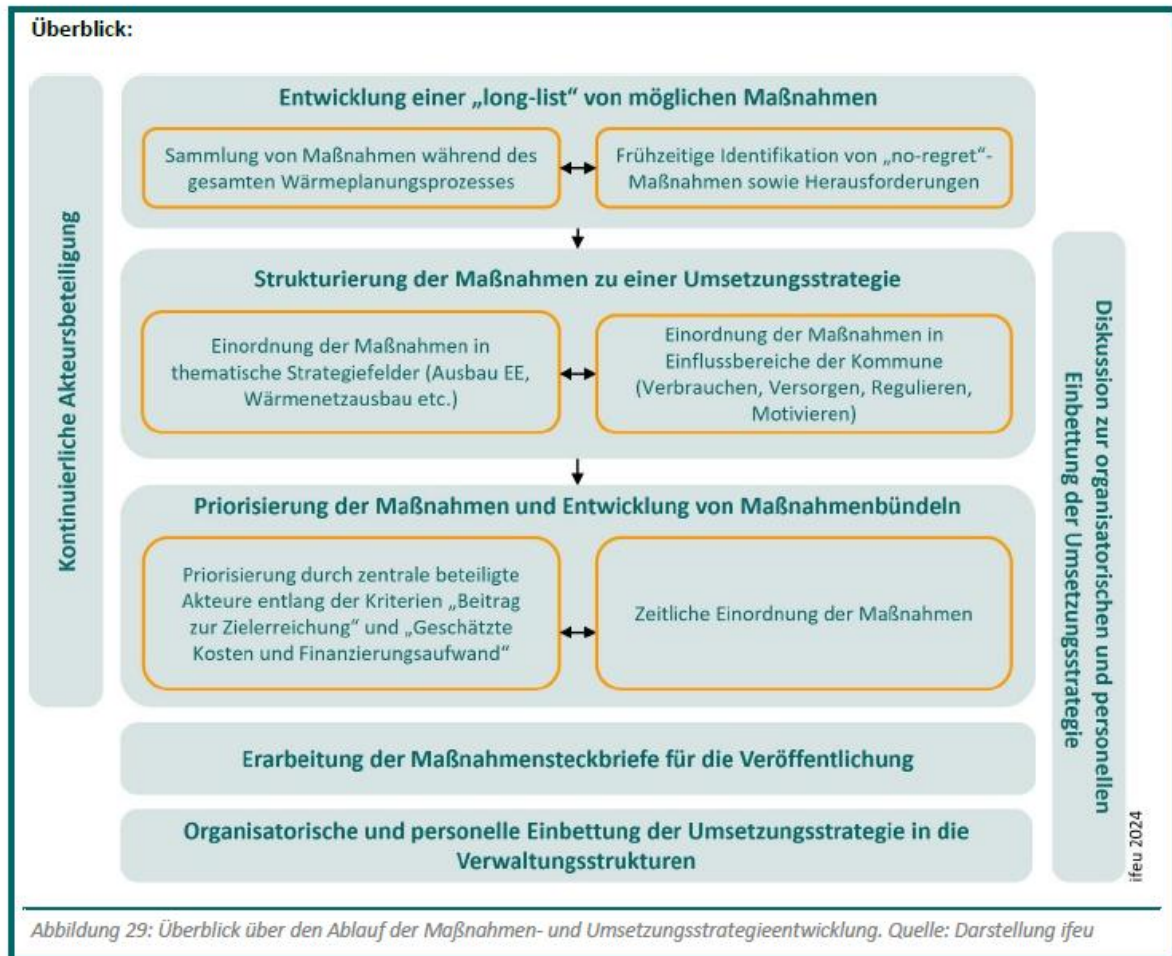 Überblick:
Kontinuierliche Akteursbeteiligung
Entwicklung einer „long-list“ von möglichen Maßnahmen
Sammlung von Maßnahmen während des
gesamten Wärmeplanungsprozesses
Frühzeitige Identifikation von „no-regret“-
Maßnahmen sowie Herausforderungen
Strukturierung der Maßnahmen zu einer Umsetzungsstrategie
Einordnung der Maßnahmen in
thematische Strategiefelder (Ausbau EE,
Wärmenetzausbau etc.)
Einordnung der Maßnahmen in
Einflussbereiche der Kommune
(Verbrauchen, Versorgen, Regulieren,
Motivieren)
Priorisierung der Maßnahmen und Entwicklung von Maßnahmenbündeln
Priorisierung durch zentrale beteiligte
Akteure entlang der Kriterien „Beitrag
zur Zielerreichung“ und „Geschätzte
Kosten und Finanzierungsaufwand“
Zeitliche Einordnung der Maßnahmen
Erarbeitung der Maßnahmensteckbriefe für die Veröffentlichung
Organisatorische und personelle Einbettung der Umsetzungsstrategie in die
Verwaltungsstrukturen
Diskussion zur organisatorischen und personellen
Einbettung der Umsetzungsstrategie
ifeu 2024
Abbildung 29: Überblick über den Ablauf der Maßnahmen- und Umsetzungsstrategieentwicklung. Quelle: Darstellung ifeu